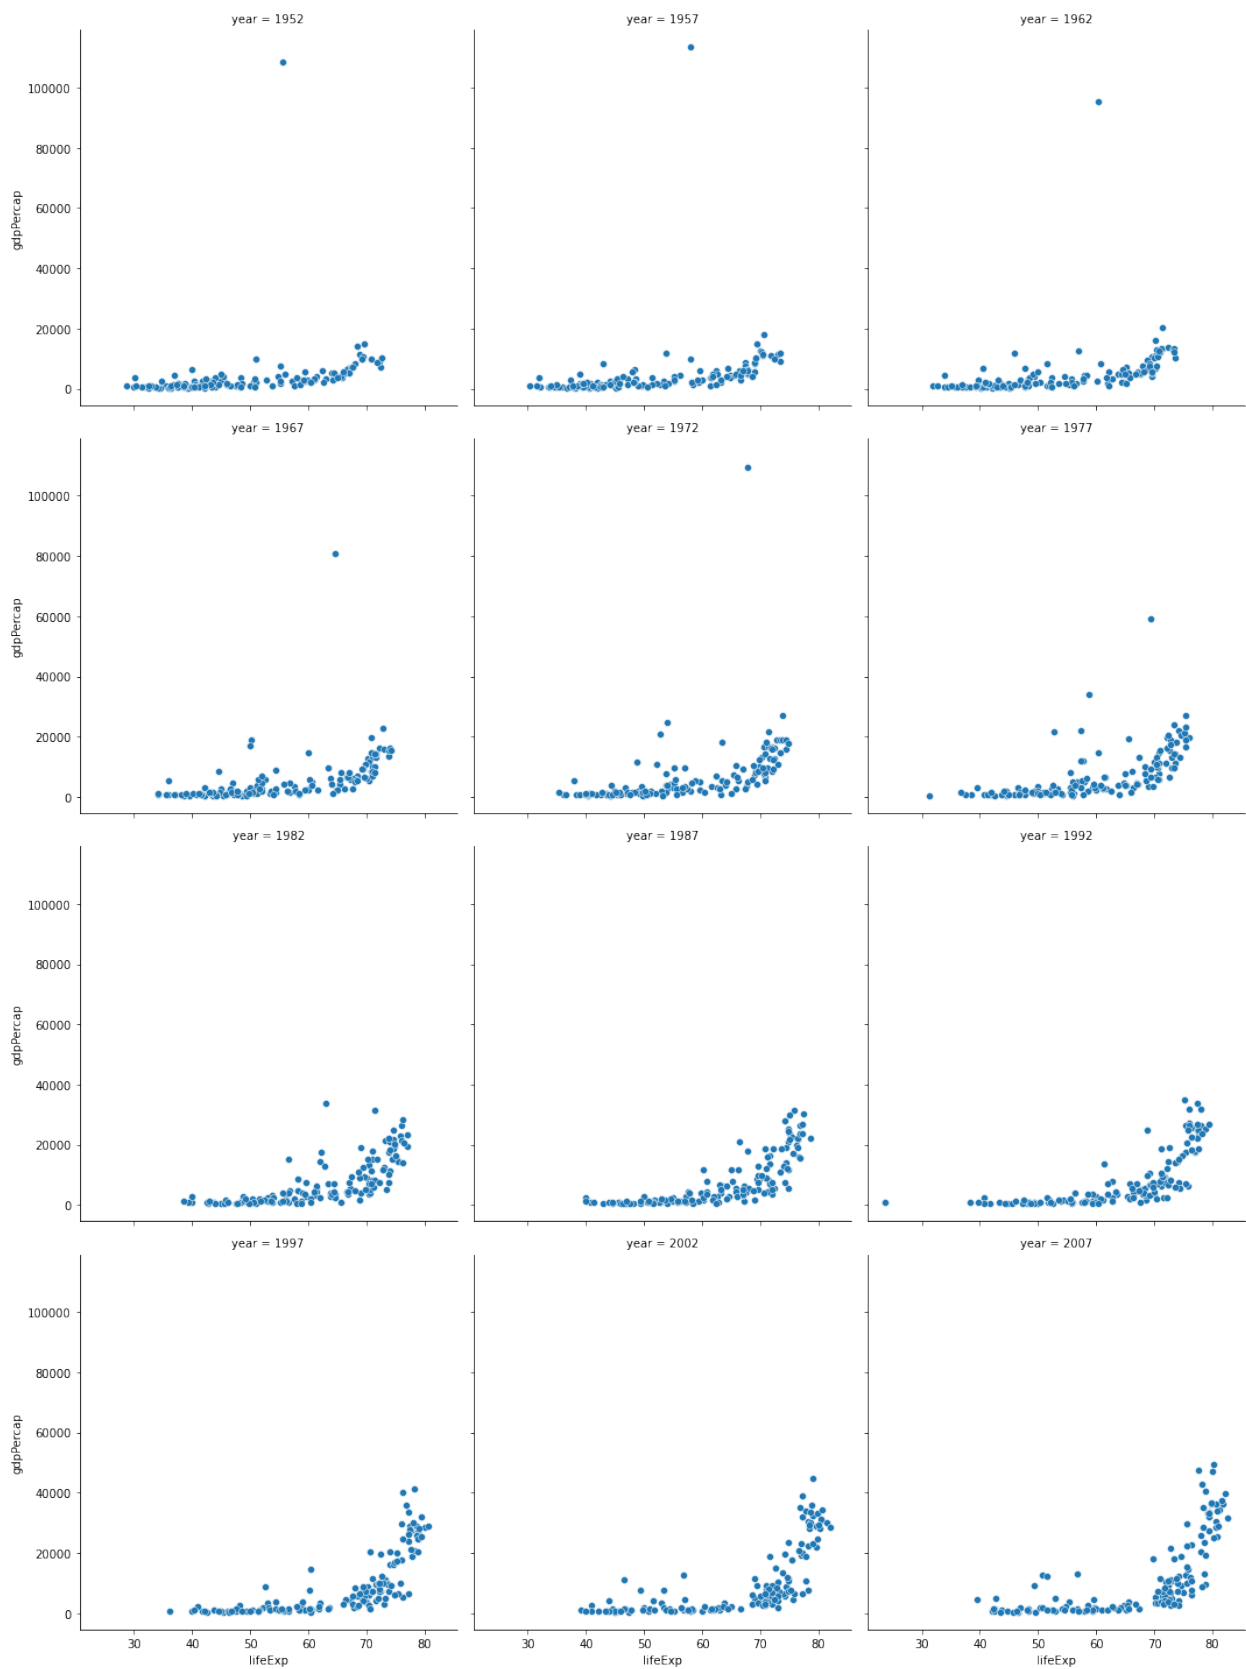 year = 1952
year = 1957
year = 1962
100000
80000
60000
40000
20000
0
gdpPercap
year = 1967
year = 1972
year = 1977
100000
80000
60000
40000
20000
0
gdpPercap
year = 1982
year = 1987
year = 1992
100000
80000
60000
40000
20000
0
gdpPercap
year = 1997
year = 2002
year = 2007
100000
80000
60000
40000
20000
0
gdpPercap
30 40 50 60 70 80
30 40 50 60 70 80
30 40 50 60 70 80
lifeExp
lifeExp
lifeExp